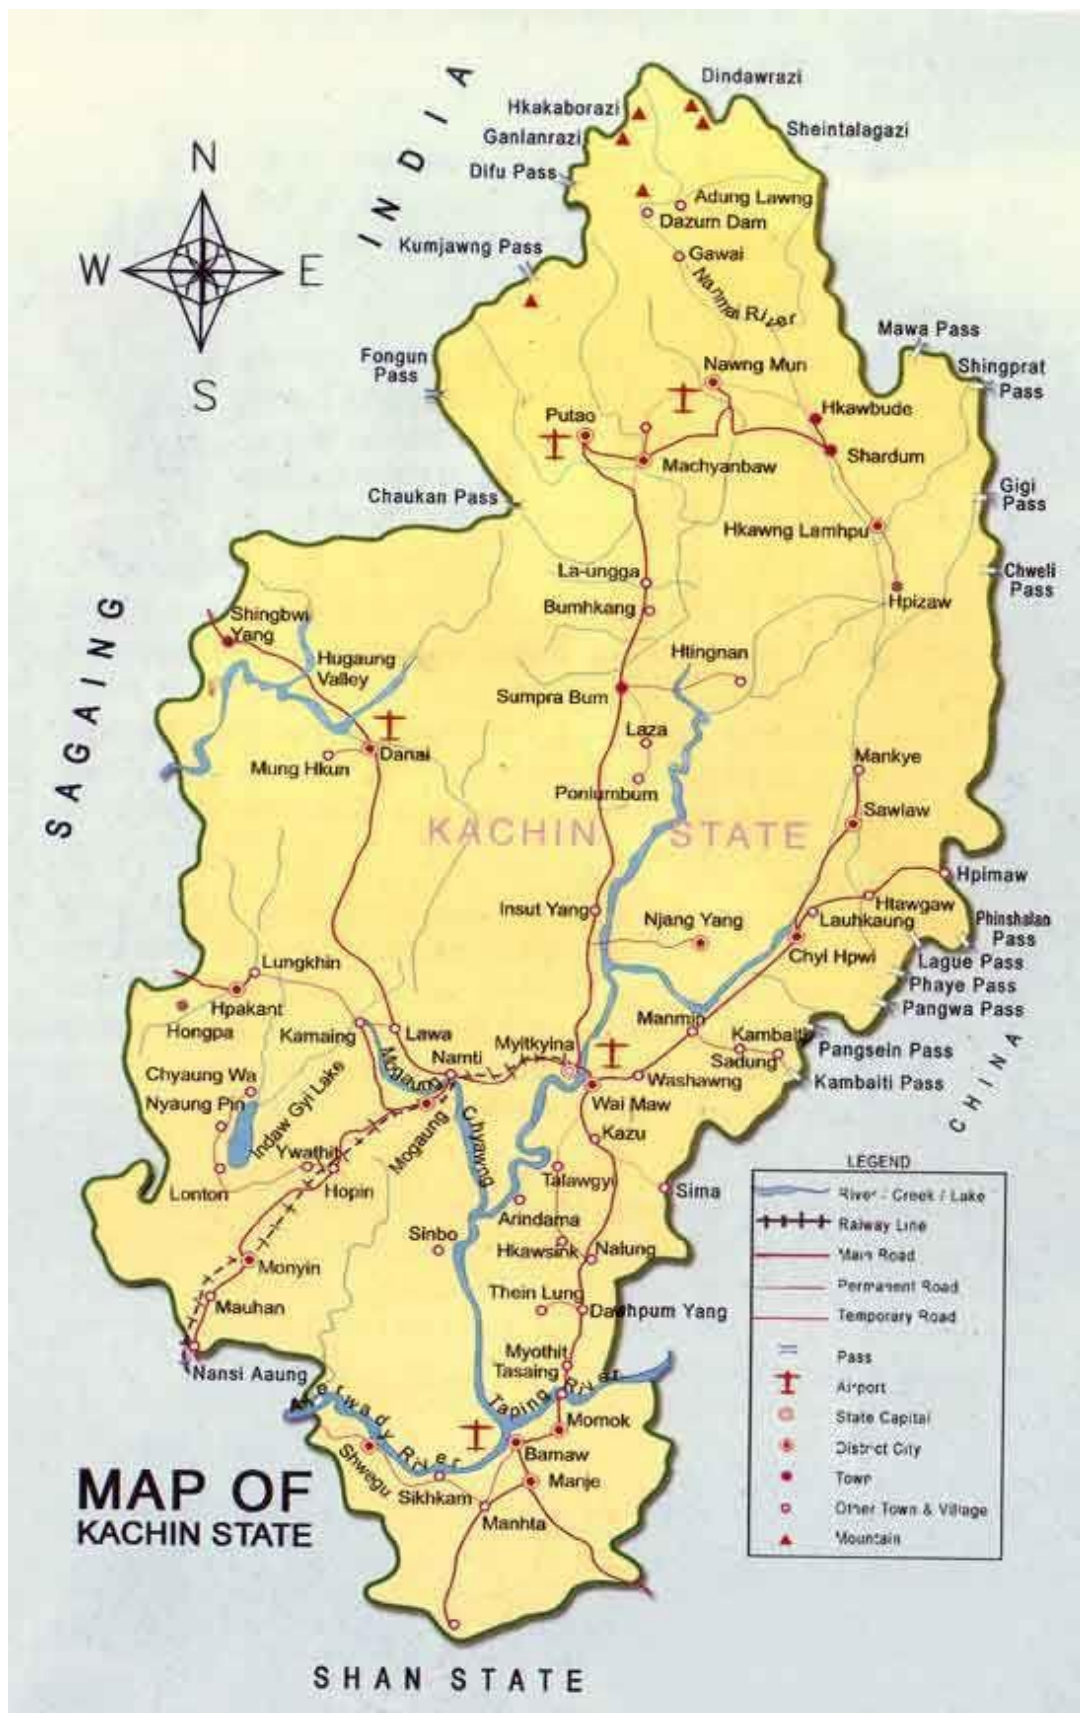 Dindawrazi
Hkakaborazi
Sheintalagazi
Ganlanrazi
INDIA
Difu Pass
N
Adung Lawng
Dazum Dam
Kumjawng Pass
Gawai
W
E
Nanmai River
Mawa Pass
Fongun
Pass
Shingprat
Pass
S
Nawng Mun
Hkawbude
Putao
Shardum
Machyanbaw
Chaukan Pass
Gigi
Pass
Hkawng Lamhpu
La-ungga
Chweli
Pass
Bumhkang
Hpizaw
SAGAING
Shingbwi
Yang
Hugaung
Valley
Htingnan
Sumpra Bum
Laza
Danai
Mung Hkun
Mankye
Ponlumbum
Sawlaw
KACHIN STATE
Hpimaw
Htawgaw
Insut Yang
Njang Yang
Lauhkaung
Phinshalan
Pass
Chyi Hpwi
Lague Pass
Lungkhin
Phaye Pass
Hpakant
Pangwa Pass
Hongpa
Kamaing
Lawa
Manmin
Kambaiti
Myitkyina
Namti
Sadung
Pangsein Pass
CHINA
Chyaung Wa
Mogaung
Washawng
Kambaiti Pass
Nyaung Pin
Indaw Gyi Lake
Wai Maw
Mogaung
Chyawng
Kazu
Ywathit
Lonton
Hopin
Talawgyi
Sima
Arindama
Sinbo
Hkawsink
Nalung
Monyin
Thein Lung
Mauhan
Dawhpum Yang
Myothit
Tasaing
Nansi Aaung
Taping River
River
Momok
Bamaw
Shwegu
Manje
Sikhkam
Manhta
LEGEND
River / Creek / Lake
Railway Line
Main Road
Permanent Road
Temporary Road
Pass
Airport
State Capital
District City
Town
Other Town & Village
Mountain
MAP OF
KACHIN STATE
SHAN STATE